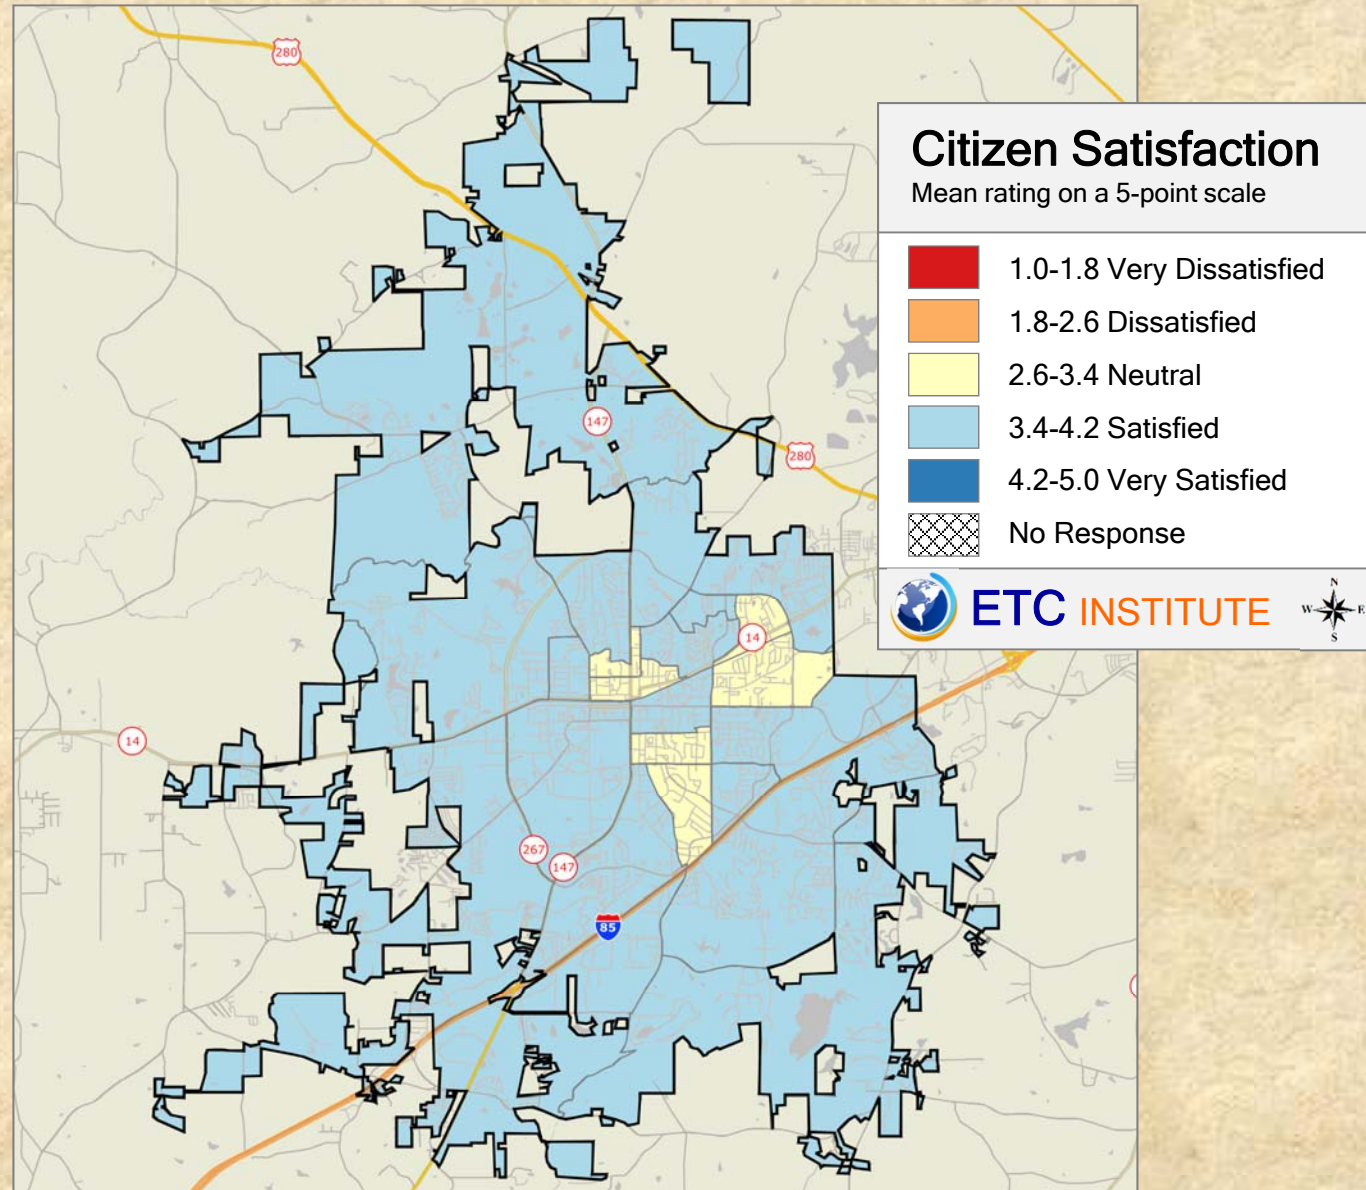 280
Citizen Satisfaction
Mean rating on a 5-point scale
1.0-1.8 Very Dissatisfied
1.8-2.6 Dissatisfied
2.6-3.4 Neutral
3.4-4.2 Satisfied
4.2-5.0 Very Satisfied
No Response
ETC INSTITUTE
N
W E
S
147
280
14
14
267
147
85